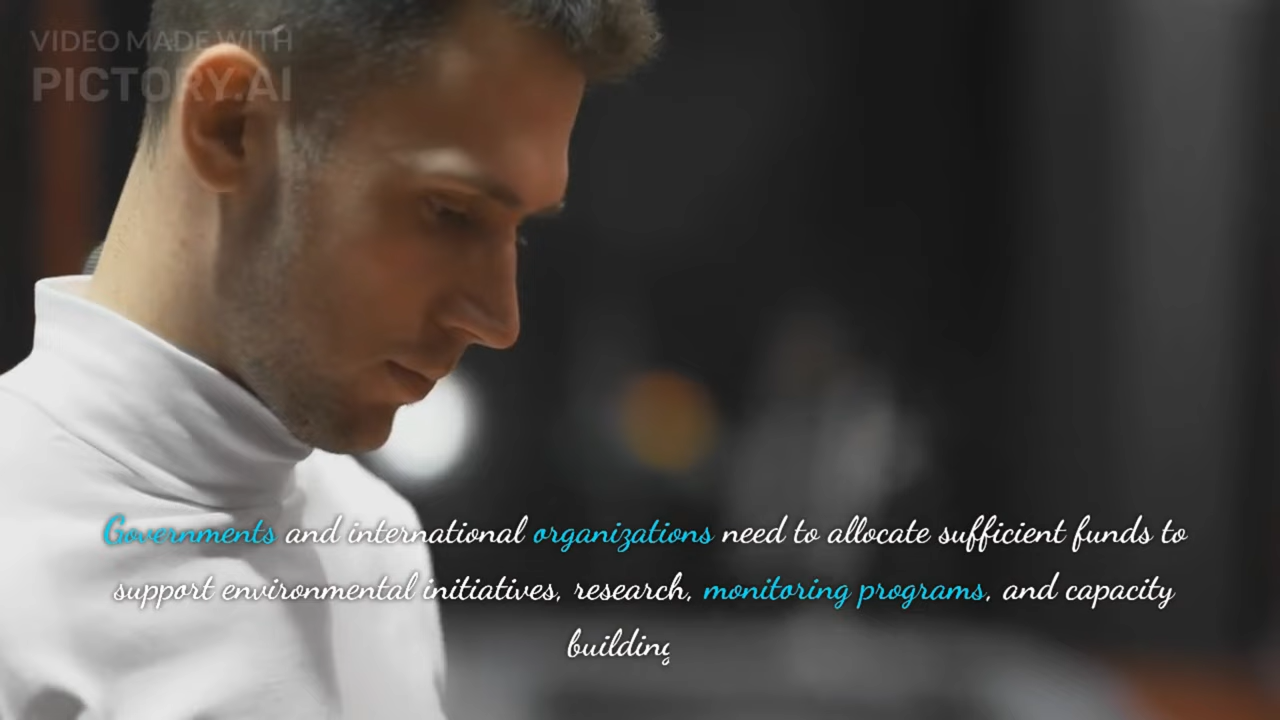 VIDEO MADE WITH
PICTORY.AI
Governments and international organizations need to allocate sufficient funds to
support environmental initiatives, research, monitoring programs, and capacity
building